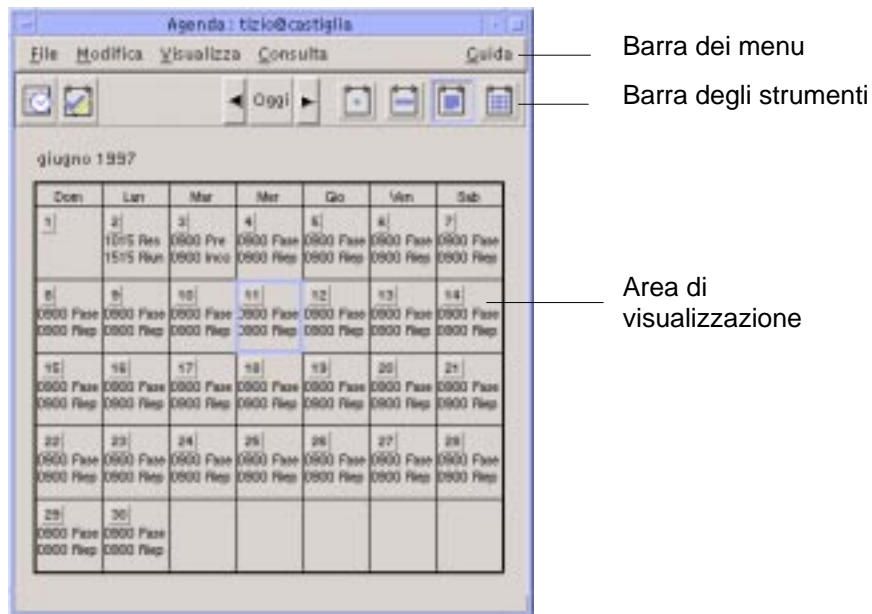 Agenda : tizio@castiglia
File Modifica Visualizza Consulta Guida
Barra dei menu
Oggi
Barra degli strumenti
giugno 1997
Dom Lun Mar Mer Gio Ven Sab
1 2 3 4 5 6 7
1015 Res 0900 Pre 0900 Fase 0900 Fase 0900 Fase 0900 Fase
1515 Riun 0900 Inco 0900 Riep 0900 Riep 0900 Riep 0900 Riep
8 9 10 11 12 13 14
0900 Fase 0900 Fase 0900 Fase 0900 Fase 0900 Fase 0900 Fase 0900 Fase
0900 Riep 0900 Riep 0900 Riep 0900 Riep 0900 Riep 0900 Riep 0900 Riep
Area di
visualizzazione
15 16 17 18 19 20 21
0900 Fase 0900 Fase 0900 Fase 0900 Fase 0900 Fase 0900 Fase 0900 Fase
0900 Riep 0900 Riep 0900 Riep 0900 Riep 0900 Riep 0900 Riep 0900 Riep
22 23 24 25 26 27 28
0900 Fase 0900 Fase 0900 Fase 0900 Fase 0900 Fase 0900 Fase 0900 Fase
0900 Riep 0900 Riep 0900 Riep 0900 Riep 0900 Riep 0900 Riep 0900 Riep
29 30
0900 Fase 0900 Fase
0900 Riep 0900 Riep